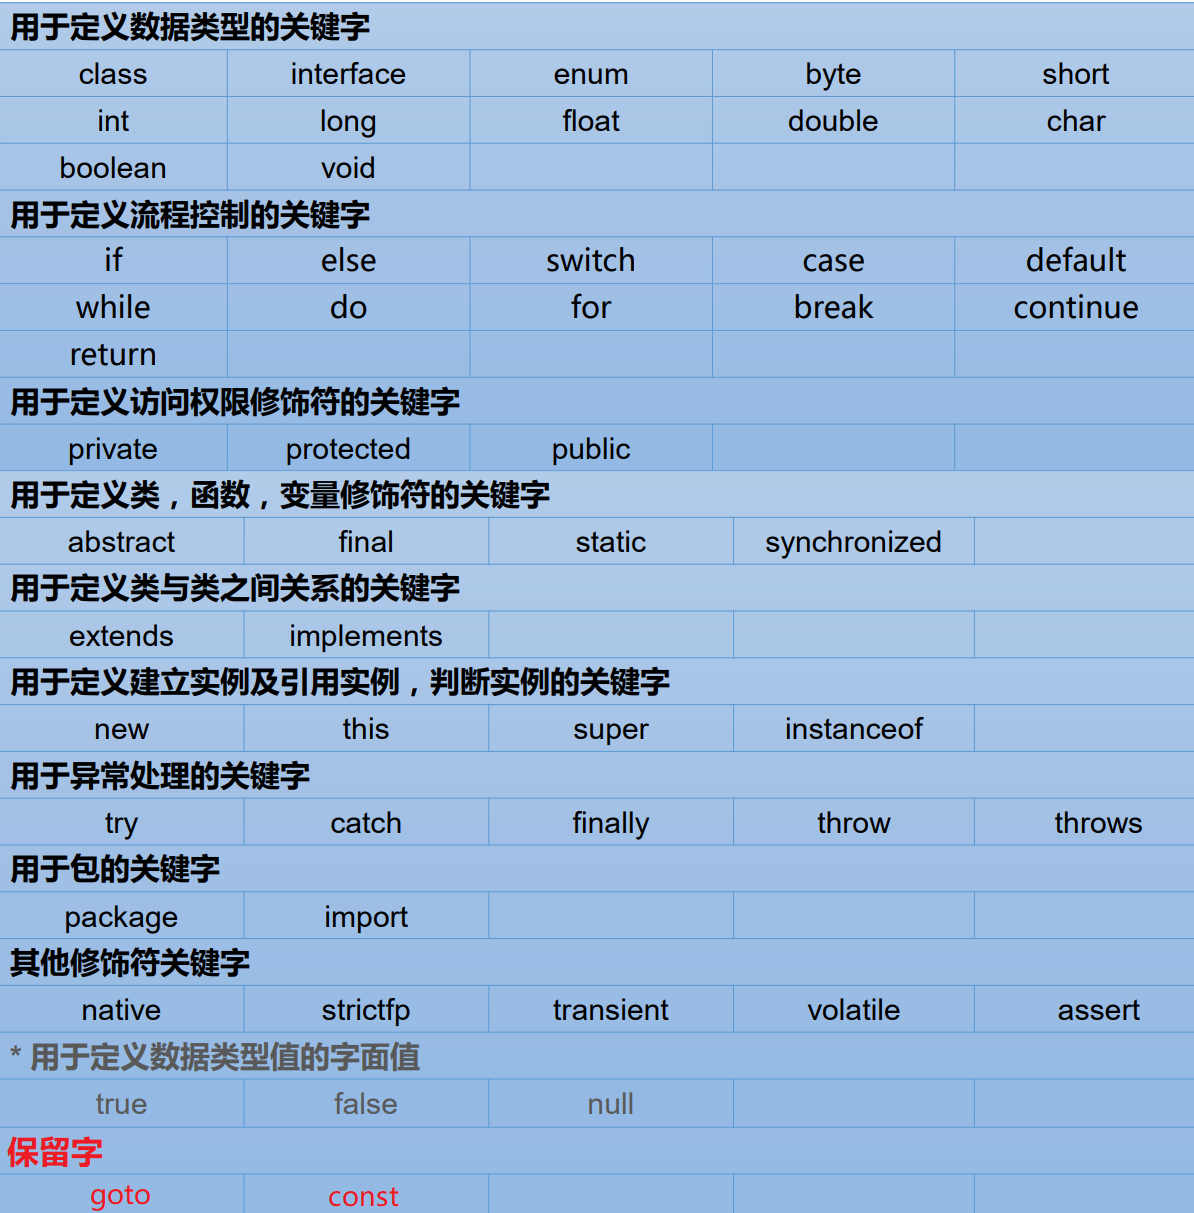 用于定义数据类型的关键字
class interface enum byte short
int long float double char
boolean void
用于定义流程控制的关键字
if else switch case default
while do for break continue
return
用于定义访问权限修饰符的关键字
private protected public
用于定义类，函数，变量修饰符的关键字
abstract final static synchronized
用于定义类与类之间关系的关键字
extends implements
用于定义建立实例及引用实例，判断实例的关键字
new this super instanceof
用于异常处理的关键字
try catch finally throw throws
用于包的关键字
package import
其他修饰符关键字
native strictfp transient volatile assert
* 用于定义数据类型值的字面值
true false null
保留字
goto const